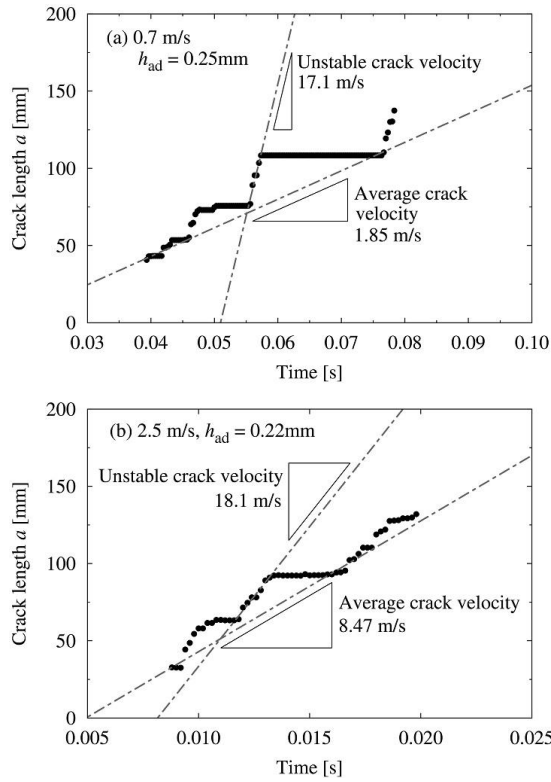 200
(a) 0.7 m/s
h_ad = 0.25mm
Unstable crack velocity
17.1 m/s
150
Crack length a [mm]
100
Average crack
velocity
1.85 m/s
50
0
0.03 0.04 0.05 0.06 0.07 0.08 0.09 0.10
Time [s]
200
(b) 2.5 m/s, h_ad = 0.22mm
Unstable crack velocity
18.1 m/s
150
Crack length a [mm]
100
Average crack velocity
8.47 m/s
50
0
0.005 0.010 0.015 0.020 0.025
Time [s]